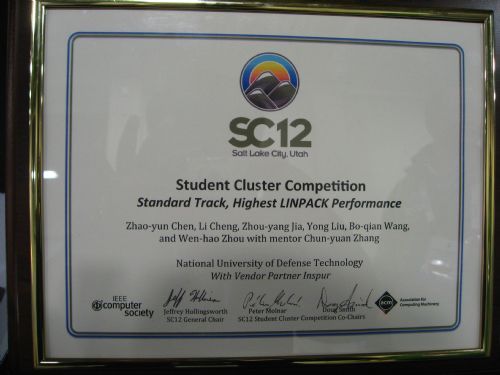 SC12
Salt Lake City, Utah
Student Cluster Competition
Standard Track, Highest LINPACK Performance
Zhao-yun Chen, Li Cheng, Zhou-yang Jia, Yong Liu, Bo-qian Wang,
and Wen-hao Zhou with mentor Chun-yuan Zhang
National University of Defense Technology
With Vendor Partner Inspur
IEEE
computer
society
Jeffrey Hollingsworth
SC12 General Chair
Peter Molnar
Doug Smith
SC12 Student Cluster Competition Co-Chairs
acm
Association for
Computing Machinery